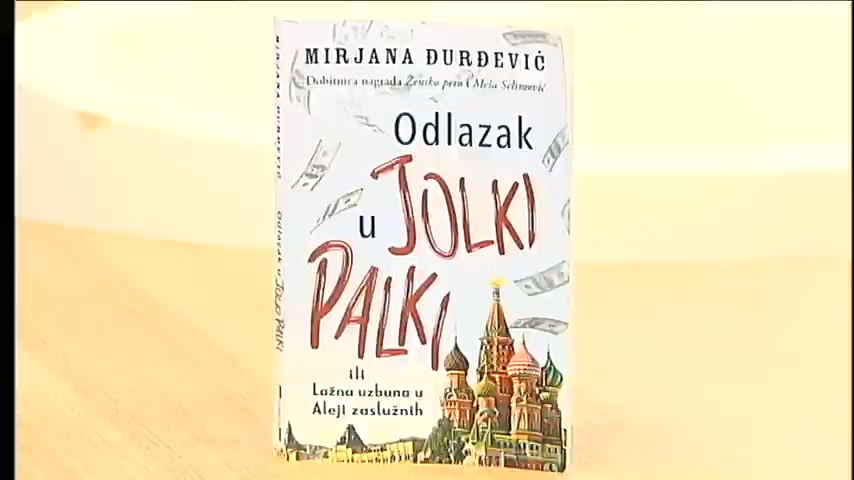 MIRJANA ĐURĐEVIĆ
Dobitnica nagrada Žensko pero i Meša Selimović
Odlazak
u JOLKI
PALKI
ili
Lažna uzbuna u
Aleji zaslužnih
MIRJANA ĐURĐEVIĆ Odlazak u JOLKI PALKI